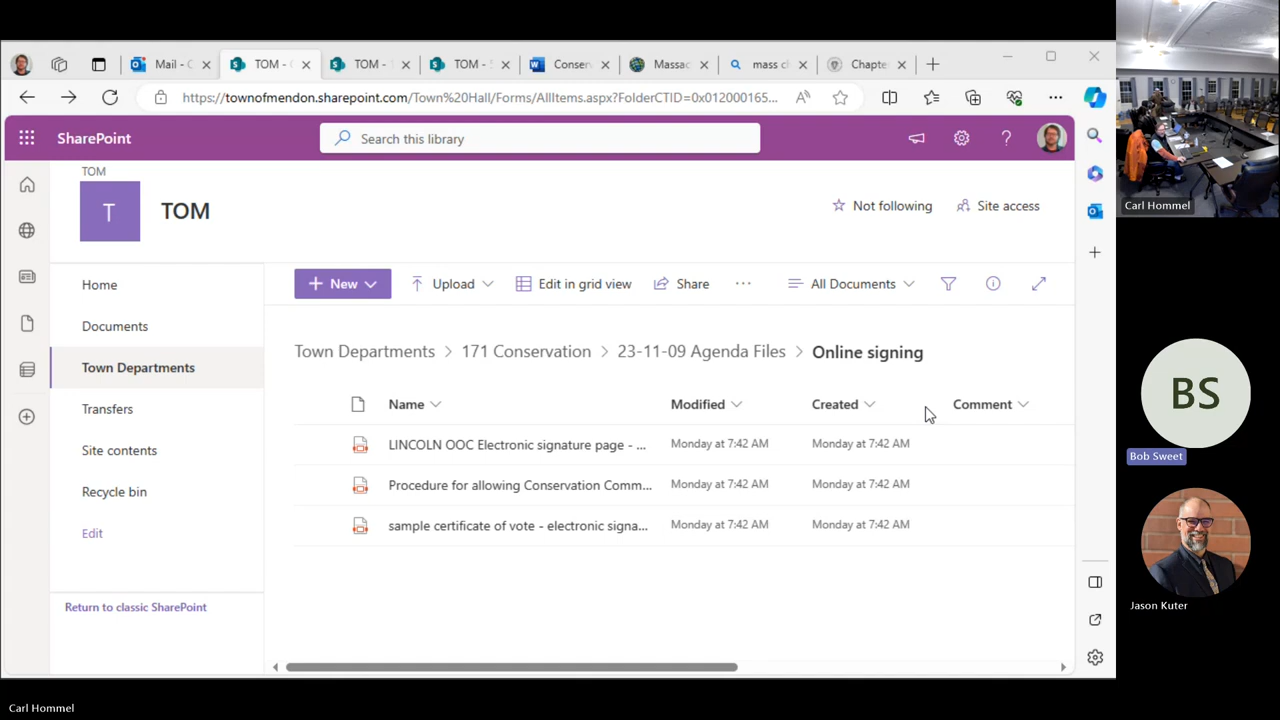 Mail - C
TOM - C
TOM - 
TOM - S
Conser
Massac
mass ch
Chapte
https://townofmendon.sharepoint.com/Town%20Hall/Forms/AllItems.aspx?FolderCTID=0x012000165...
SharePoint
Search this library
TOM
T
TOM
Not following
Site access
Home
Documents
Town Departments
Transfers
Site contents
Recycle bin
Edit
Return to classic SharePoint
+ New
Upload
Edit in grid view
Share
...
All Documents
Town Departments > 171 Conservation > 23-11-09 Agenda Files > Online signing
Name Modified Created Comment
LINCOLN OOC Electronic signature page - ... Monday at 7:42 AM Monday at 7:42 AM
Procedure for allowing Conservation Comm... Monday at 7:42 AM Monday at 7:42 AM
sample certificate of vote - electronic signa... Monday at 7:42 AM Monday at 7:42 AM
Carl Hommel
BS
Bob Sweet
Jason Kuter
Carl Hommel